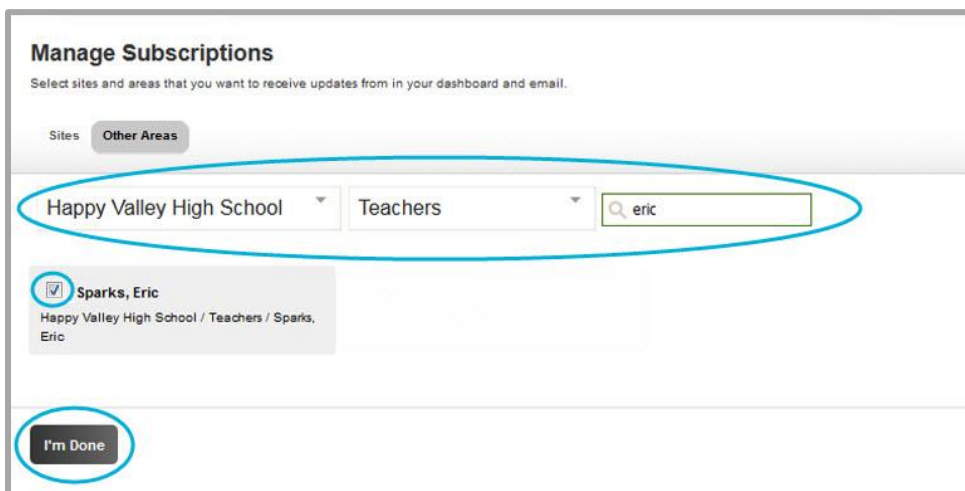 Manage Subscriptions
Select sites and areas that you want to receive updates from in your dashboard and email.
Sites Other Areas
Happy Valley High School Teachers eric
Sparks, Eric
Happy Valley High School / Teachers / Sparks,
Eric
I'm Done